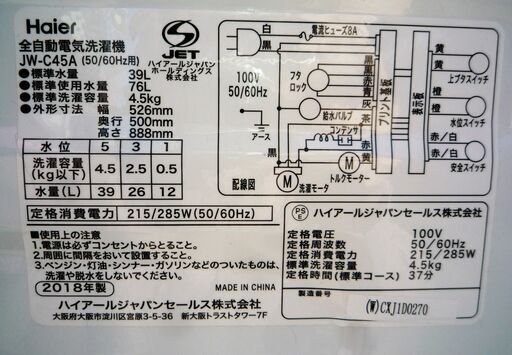 Haier
全自動電気洗濯機
JW-C45A (50/60Hz用)
●標準水量 39L
●標準使用水量 76L
●標準洗濯容量 4.5kg
●外形寸法 幅 526mm
奥行 500mm
高さ 888mm
JET
ハイアールジャパン
ホールディングス
株式会社
水位 5 3 1
洗濯容量(kg以下) 4.5 2.5 0.5
水量(L) 39 26 12
定格消費電力 215/285W(50/60Hz)
白
黒
電流ヒューズ8A
100V
50/60Hz
アース
配線図
フタロック
給水バルブ
コンデンサ
洗濯モータ
トルクモータ
M
M
黒
黒
黒
青
灰
茶
赤
黄
プリント基板
表示板
黄
黄
上ブタスイッチ
橙
橙
水位スイッチ
赤/白
赤/白
安全スイッチ
■使用上の注意
1.電源は必ずコンセントからとること。
2.周囲に間隔をおいて設置すること。
3.ベンジン・灯油・シンナー・ガソリンなどのついたものは、
洗濯や脱水をしないでください。
2018年製
MADE IN CHINA
ハイアールジャパンセールス株式会社
大阪府大阪市淀川区宮原3-5-36 新大阪トラストタワー7F
PSE
ハイアールジャパンセールス株式会社
定格電圧 100V
定格周波数 50/60Hz
定格消費電力 215/285W
標準洗濯容量 4.5kg
定格時間(標準コース) 37分
製造番号
(W)CXJ1D0270